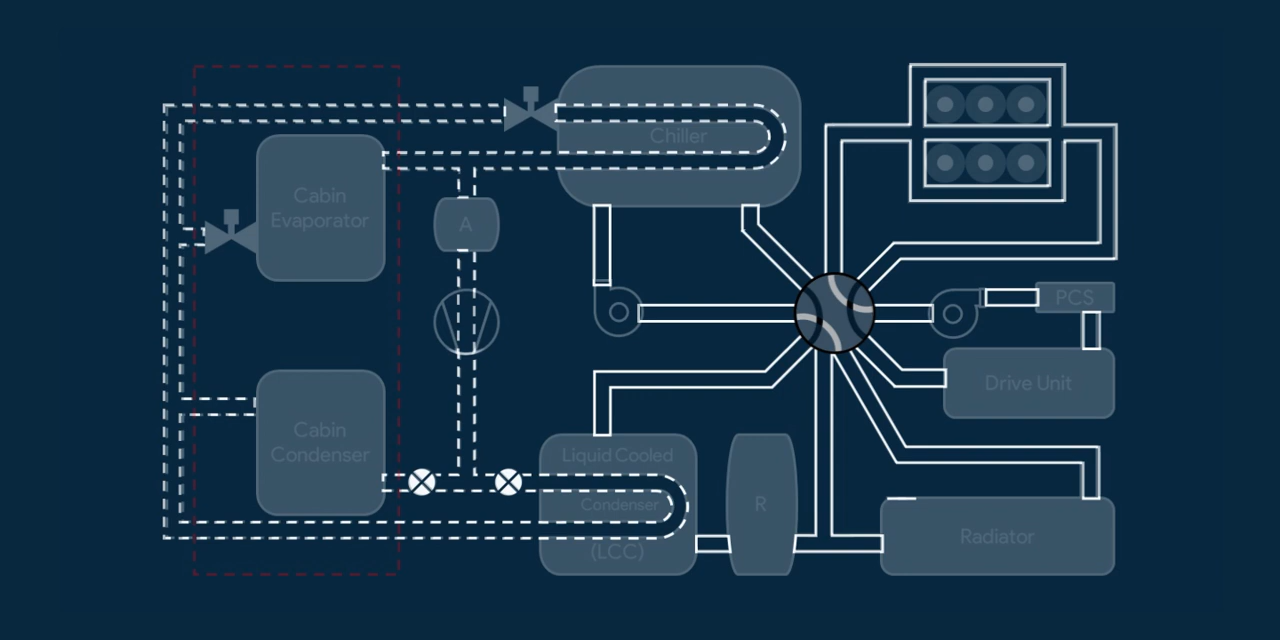 Chiller
Cabin
Evaporator
A
PCS
Drive Unit
Cabin
Condenser
Liquid Cooled
Condenser
(LCC)
R
Radiator